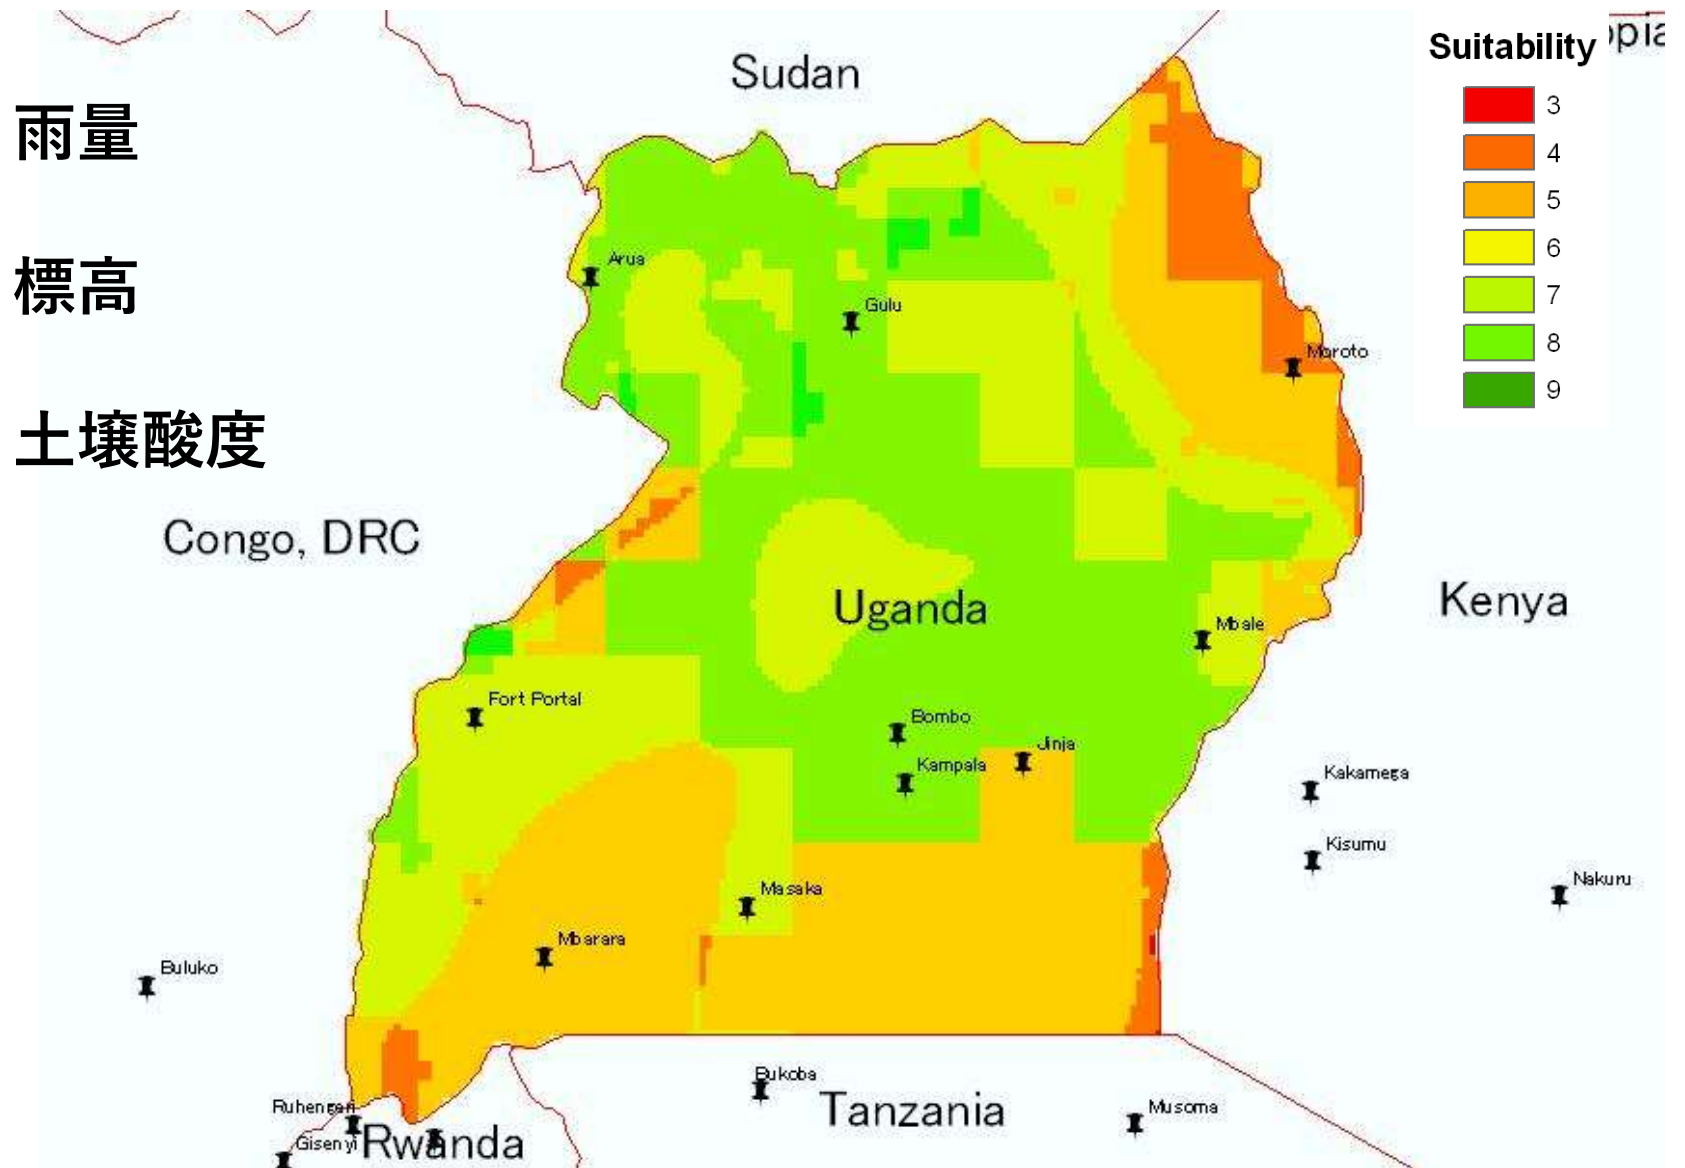 Sudan
opia
Suitability
3
4
5
6
7
8
9
雨量
標高
土壌酸度
Arua
Gulu
Moroto
Congo, DRC
Uganda
Kenya
Mbale
Fort Portal
Bombo
Jinja
Kampala
Kakamega
Kisumu
Nakuru
Masaka
Mbarara
Buluko
Bukoba
Tanzania
Musoma
Ruhengeri
Gisenyi
Rwanda